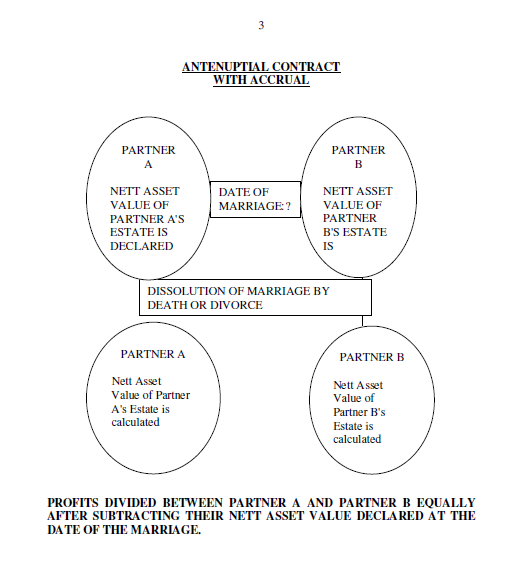 3
ANTENUPTIAL CONTRACT
WITH ACCRUAL
PARTNER
A
NETT ASSET
VALUE OF
PARTNER A'S
ESTATE IS
DECLARED
DATE OF
MARRIAGE: ?
PARTNER
B
NETT ASSET
VALUE OF
PARTNER
B'S ESTATE
IS
DISSOLUTION OF MARRIAGE BY
DEATH OR DIVORCE
PARTNER A
Nett Asset
Value of Partner
A's Estate is
calculated
PARTNER B
Nett Asset
Value of
Partner B's
Estate is
calculated
PROFITS DIVIDED BETWEEN PARTNER A AND PARTNER B EQUALLY
AFTER SUBTRACTING THEIR NETT ASSET VALUE DECLARED AT THE
DATE OF THE MARRIAGE.